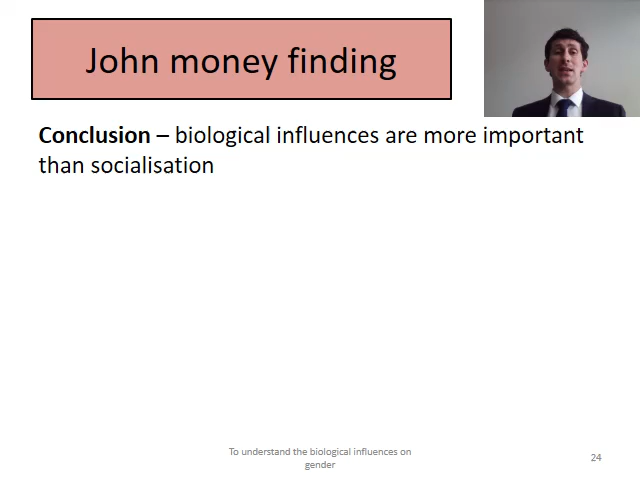 John money finding
Conclusion – biological influences are more important
than socialisation
To understand the biological influences on
gender
24